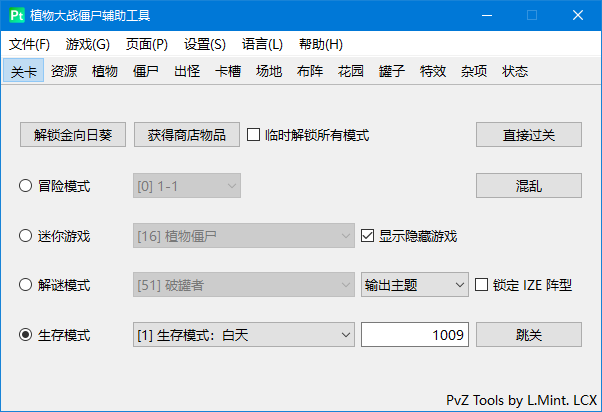 Pt 植物大战僵尸辅助工具
文件(F) 游戏(G) 页面(P) 设置(S) 语言(L) 帮助(H)
关卡 资源 植物 僵尸 出怪 卡槽 场地 布阵 花园 罐子 特效 杂项 状态
解锁金向日葵 获得商店物品 临时解锁所有模式 直接过关
冒险模式 [0] 1-1 混乱
迷你游戏 [16] 植物僵尸 显示隐藏游戏
解谜模式 [51] 破罐者 输出主题 锁定 IZE 阵型
生存模式 [1] 生存模式：白天 1009 跳关
PvZ Tools by L.Mint. LCX